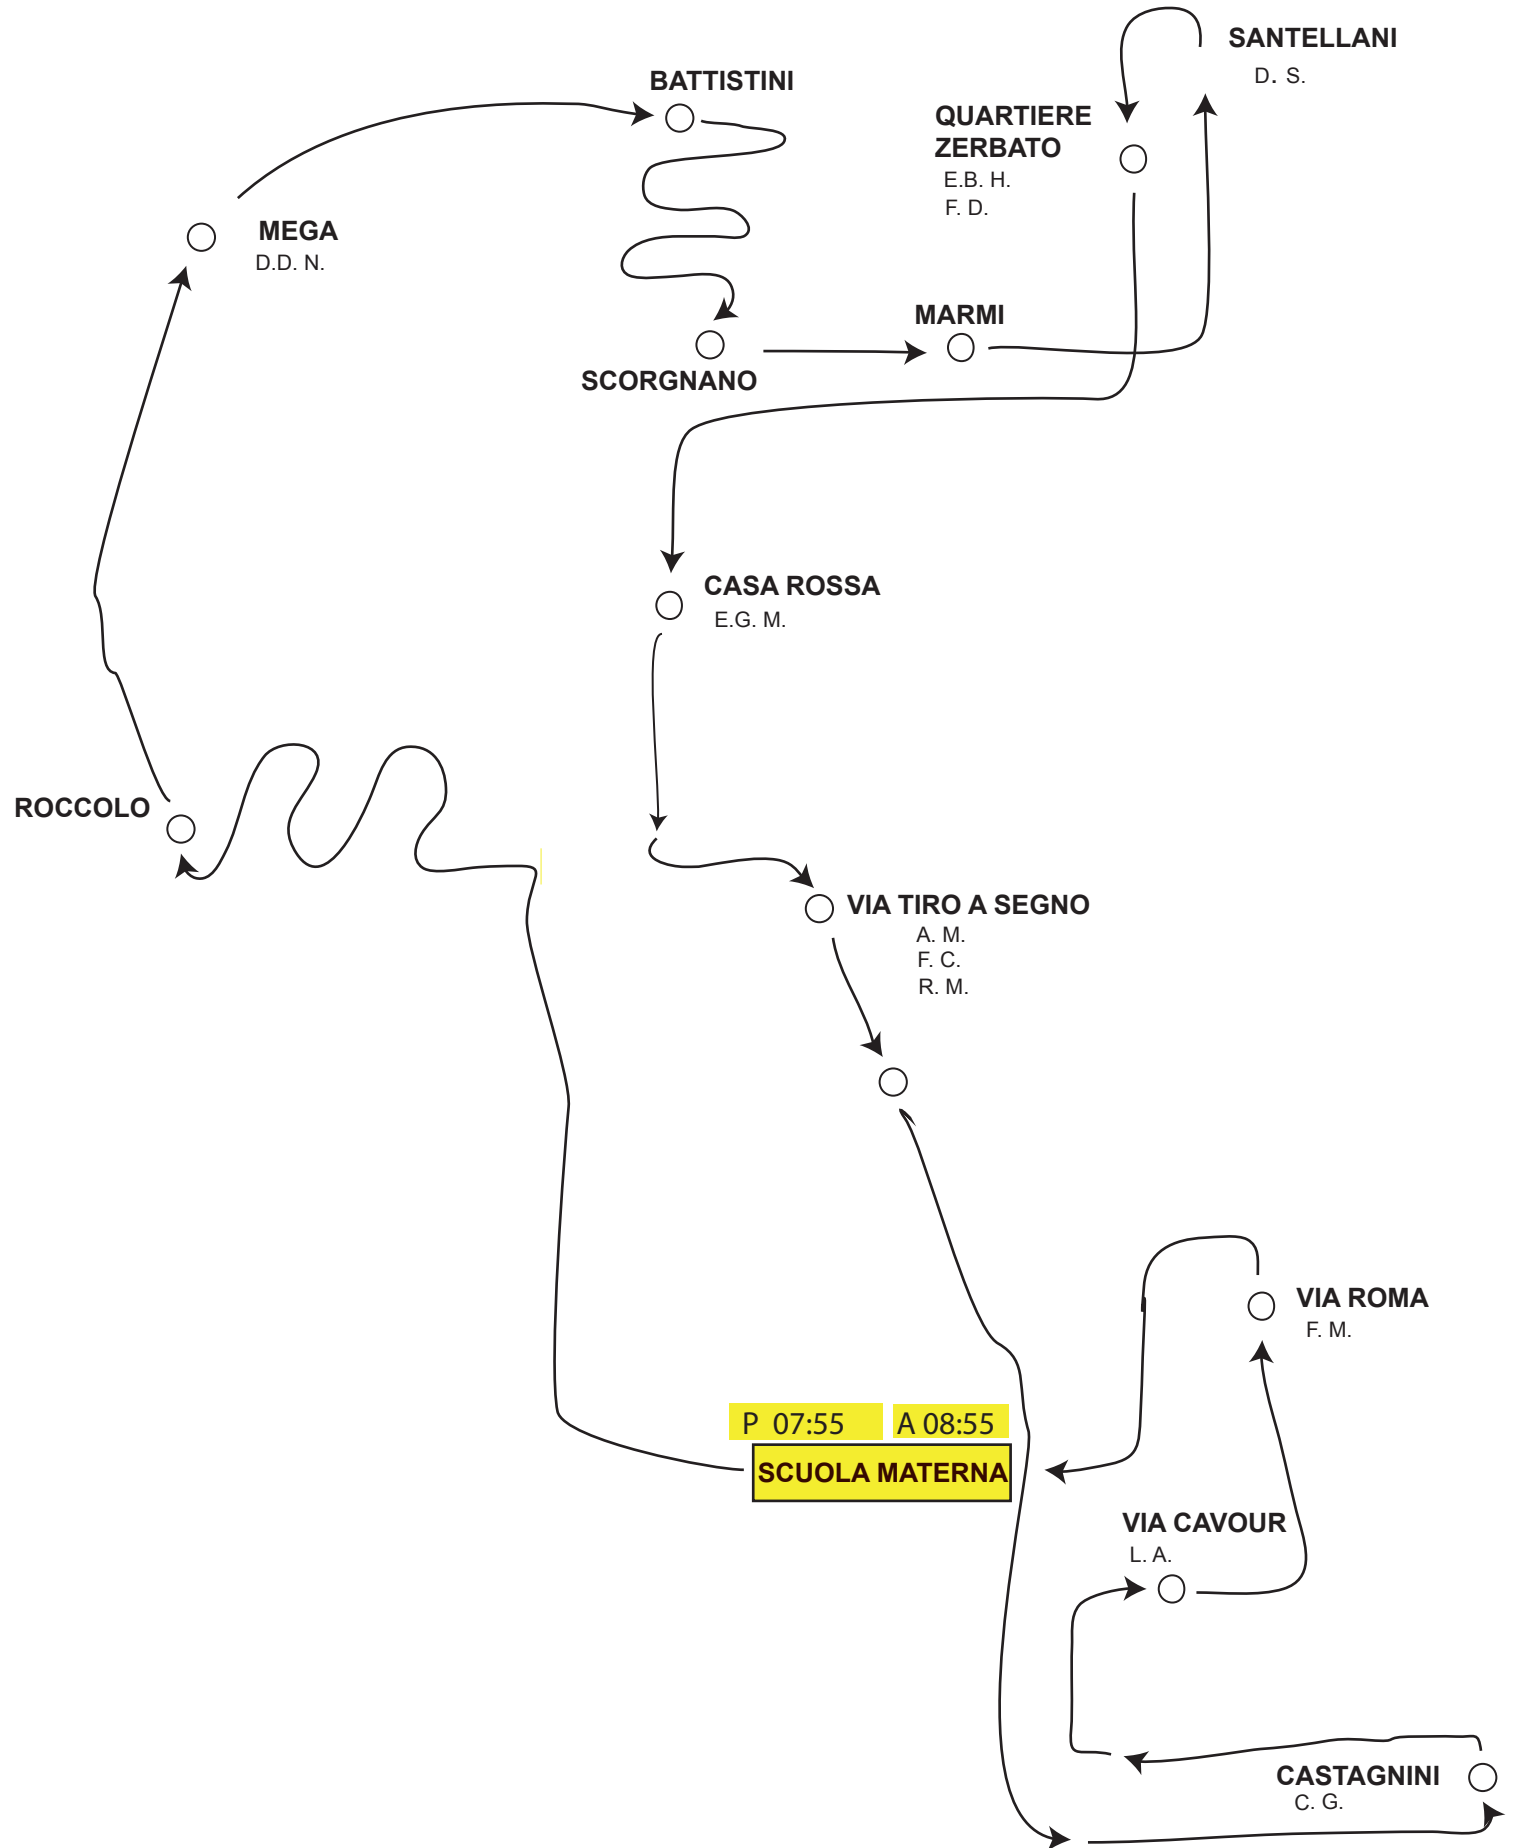 SANTELLANI
D. S.
BATTISTINI
QUARTIERE
ZERBATO
E.B. H.
F. D.
MEGA
D.D. N.
MARMI
SCORGNANO
CASA ROSSA
E.G. M.
ROCCOLO
VIA TIRO A SEGNO
A. M.
F. C.
R. M.
VIA ROMA
F. M.
P 07:55 A 08:55
SCUOLA MATERNA
VIA CAVOUR
L. A.
CASTAGNINI
C. G.